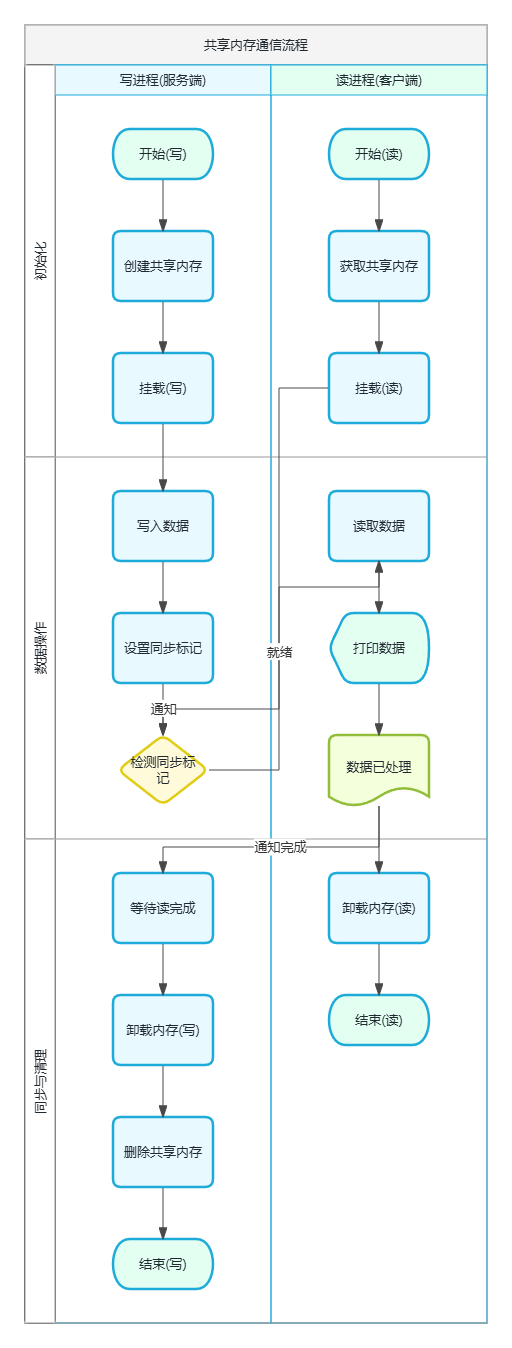 共享内存通信流程
写进程(服务端)
读进程(客户端)
初始化
开始(写)
开始(读)
创建共享内存
获取共享内存
挂载(写)
挂载(读)
数据操作
写入数据
读取数据
设置同步标记
就绪
打印数据
通知
检测同步标
记
数据已处理
同步与清理
通知完成
等待读完成
卸载内存(读)
卸载内存(写)
结束(读)
删除共享内存
结束(写)